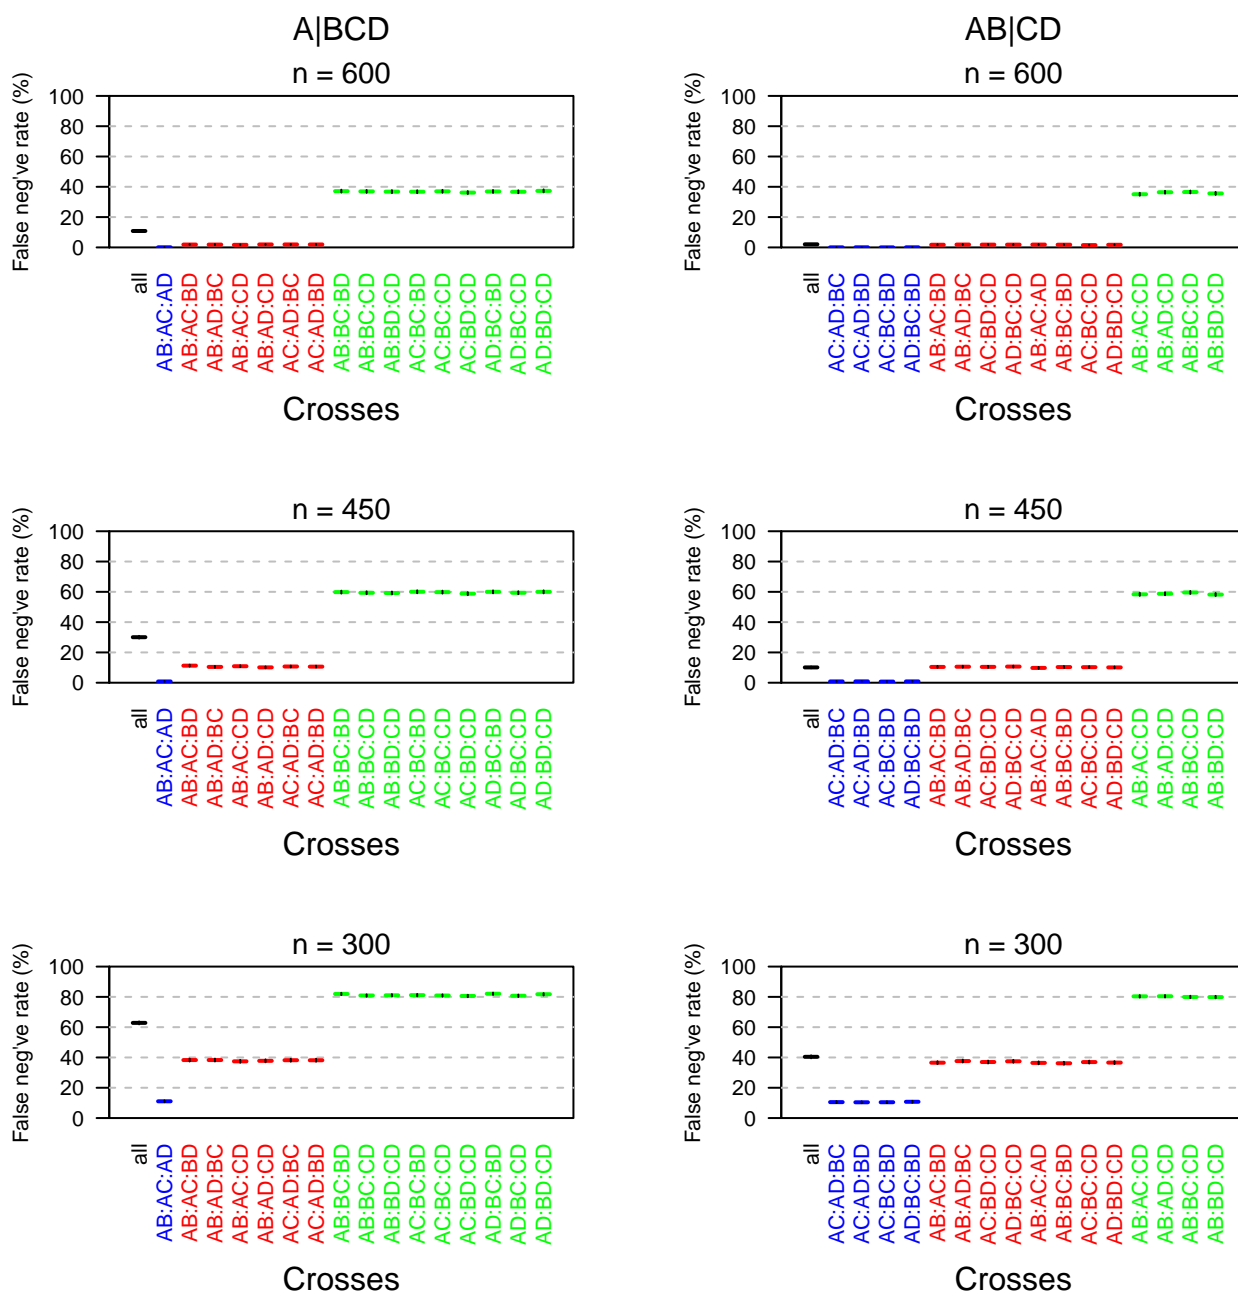 A|BCD
n = 600
False neg've rate (%)
100
80
60
40
20
0
all
AB:AC:AD
AB:AC:BD
AB:AD:BC
AB:AC:CD
AB:AD:CD
AC:AD:BC
AC:AD:BD
AB:BC:BD
AB:BC:CD
AB:BD:CD
AC:BC:BD
AC:BC:CD
AC:BD:CD
AD:BC:BD
AD:BC:CD
AD:BD:CD
Crosses
AB|CD
n = 600
False neg've rate (%)
100
80
60
40
20
0
all
AC:AD:BC
AC:AD:BD
AC:BC:BD
AD:BC:BD
AB:AC:BD
AB:AD:BC
AC:BD:CD
AD:BC:CD
AB:AC:AD
AB:BC:BD
AC:BC:CD
AD:BD:CD
AB:AC:CD
AB:AD:CD
AB:BC:CD
AB:BD:CD
Crosses
n = 450
False neg've rate (%)
100
80
60
40
20
0
all
AB:AC:AD
AB:AC:BD
AB:AD:BC
AB:AC:CD
AB:AD:CD
AC:AD:BC
AC:AD:BD
AB:BC:BD
AB:BC:CD
AB:BD:CD
AC:BC:BD
AC:BC:CD
AC:BD:CD
AD:BC:BD
AD:BC:CD
AD:BD:CD
Crosses
n = 450
False neg've rate (%)
100
80
60
40
20
0
all
AC:AD:BC
AC:AD:BD
AC:BC:BD
AD:BC:BD
AB:AC:BD
AB:AD:BC
AC:BD:CD
AD:BC:CD
AB:AC:AD
AB:BC:BD
AC:BC:CD
AD:BD:CD
AB:AC:CD
AB:AD:CD
AB:BC:CD
AB:BD:CD
Crosses
n = 300
False neg've rate (%)
100
80
60
40
20
0
all
AB:AC:AD
AB:AC:BD
AB:AD:BC
AB:AC:CD
AB:AD:CD
AC:AD:BC
AC:AD:BD
AB:BC:BD
AB:BC:CD
AB:BD:CD
AC:BC:BD
AC:BC:CD
AC:BD:CD
AD:BC:BD
AD:BC:CD
AD:BD:CD
Crosses
n = 300
False neg've rate (%)
100
80
60
40
20
0
all
AC:AD:BC
AC:AD:BD
AC:BC:BD
AD:BC:BD
AB:AC:BD
AB:AD:BC
AC:BD:CD
AD:BC:CD
AB:AC:AD
AB:BC:BD
AC:BC:CD
AD:BD:CD
AB:AC:CD
AB:AD:CD
AB:BC:CD
AB:BD:CD
Crosses